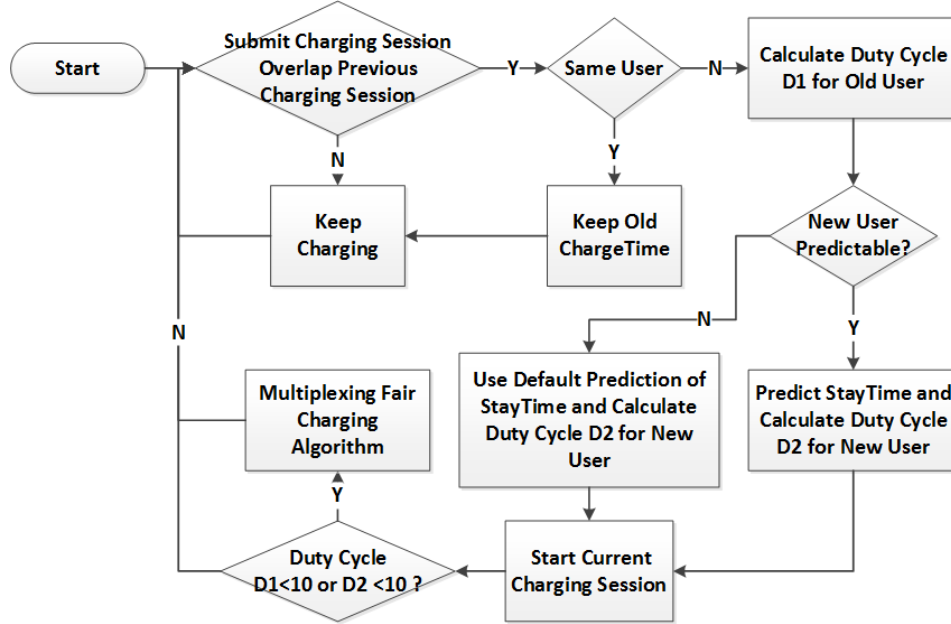 Start
Submit Charging Session
Overlap Previous
Charging Session
Y
Same User
N
Calculate Duty Cycle
D1 for Old User
N
Y
Keep
Charging
Keep Old
ChargeTime
New User
Predictable?
N
N
Y
Multiplexing Fair
Charging
Algorithm
Use Default Prediction of
StayTime and Calculate
Duty Cycle D2 for New
User
Predict StayTime and
Calculate Duty Cycle
D2 for New User
Y
Duty Cycle
D1<10 or D2 <10 ?
Start Current
Charging Session